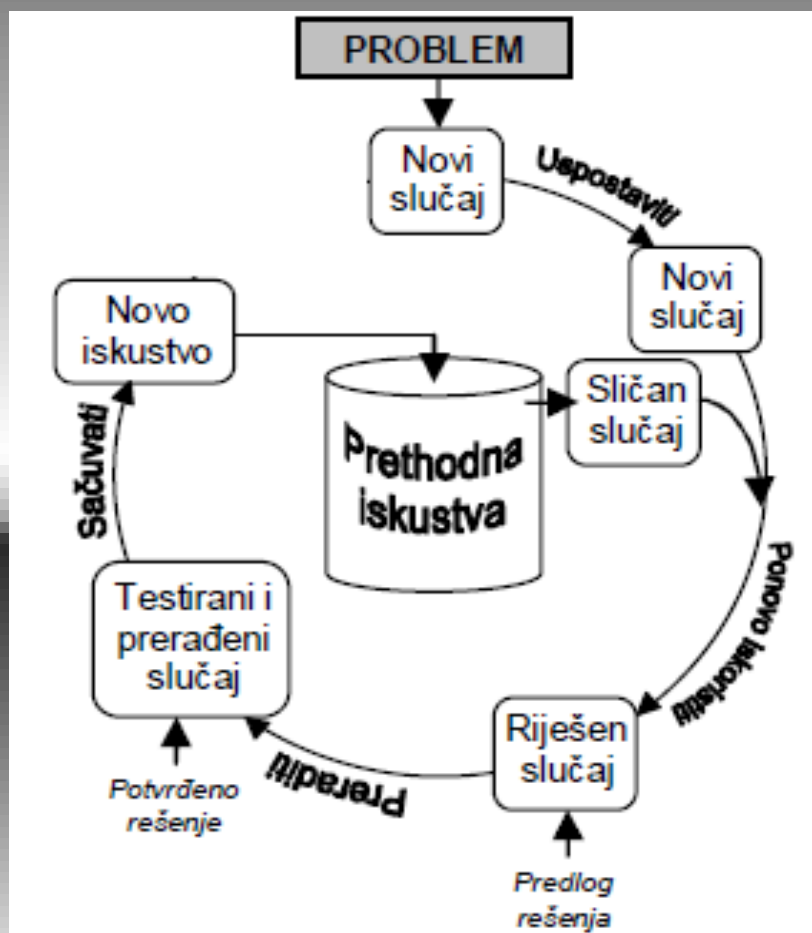 PROBLEM
Novi
slučaj
Uspostaviti
Novi
slučaj
Sličan
slučaj
Prethodna
iskustva
Novo
iskustvo
Sačuvati
Testirani i
prerađeni
slučaj
Potvrđeno
rešenje
Preraditi
Riješen
slučaj
Predlog
rešenja
Ponovo iskoristiti